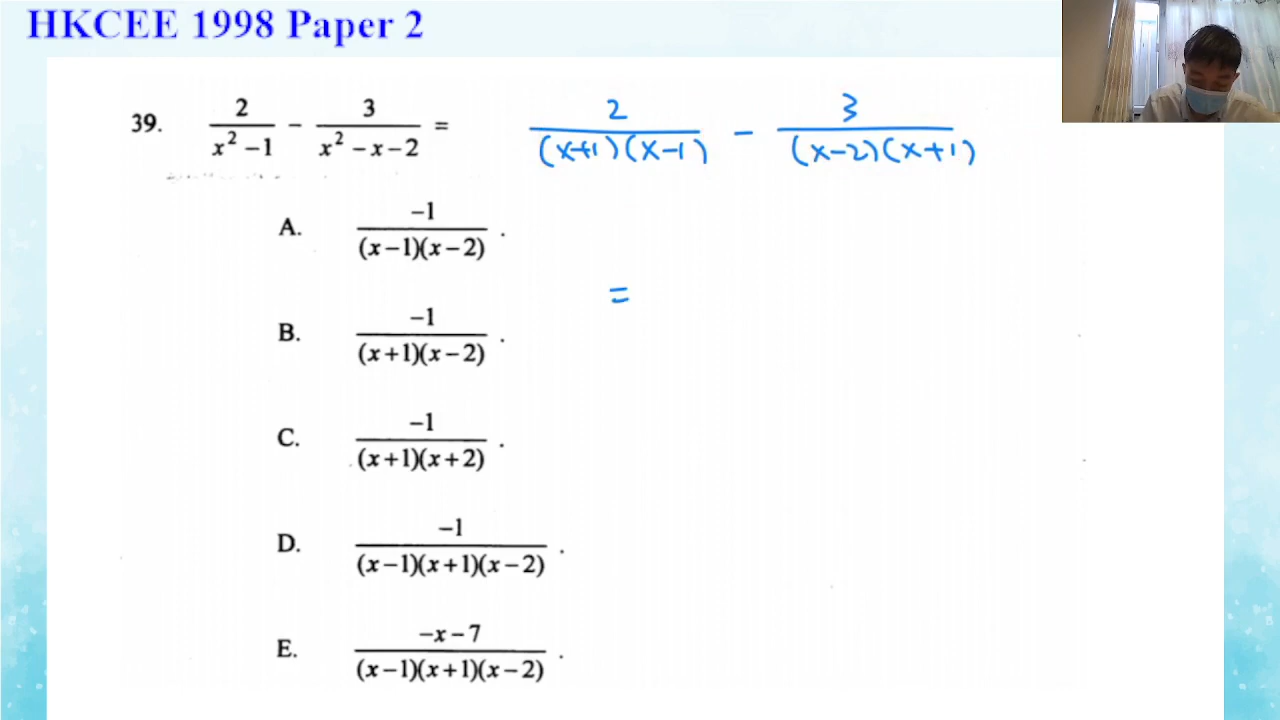 HKCEE 1998 Paper 2
39. 2/(x² −1) − 3/(x² −x−2) =
2/((x+1)(x−1)) − 3/((x−2)(x+1))
A. −1/((x−1)(x−2)) .
=
B. −1/((x+1)(x−2)) .
C. −1/((x+1)(x+2)) .
D. −1/((x−1)(x+1)(x−2)) .
E. −x−7/((x−1)(x+1)(x−2)) .